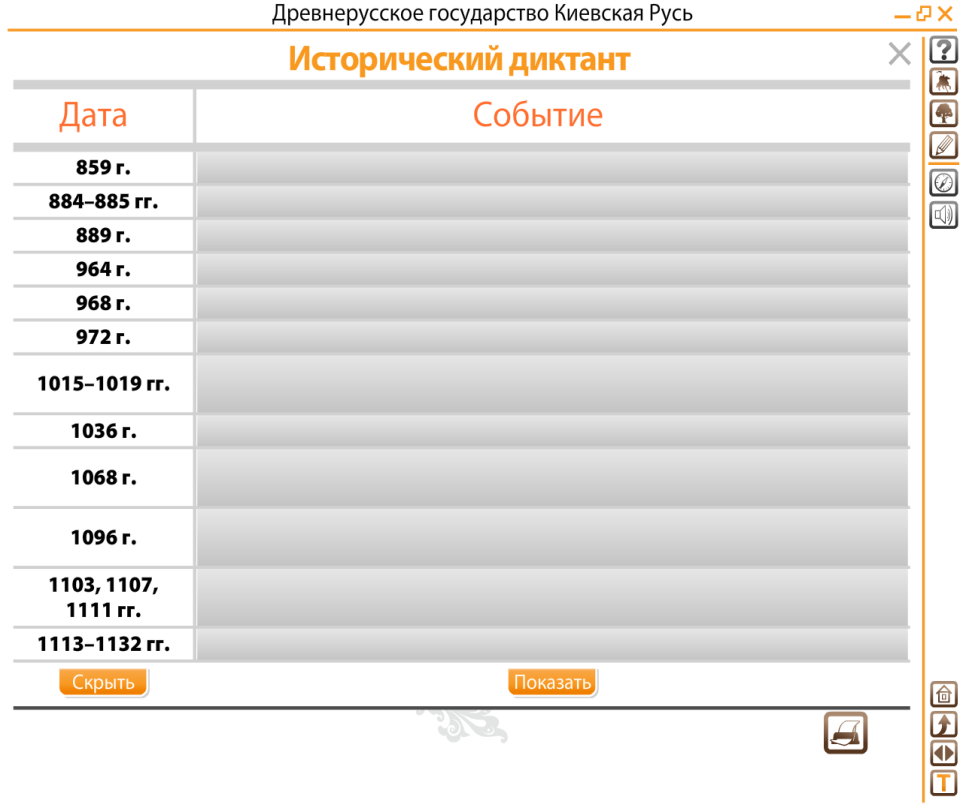 Древнерусское государство Киевская Русь
Исторический диктант
Дата
Событие
859 г.
884–885 гг.
889 г.
964 г.
968 г.
972 г.
1015–1019 гг.
1036 г.
1068 г.
1096 г.
1103, 1107,
1111 гг.
1113–1132 гг.
Скрыть
Показать
?
T